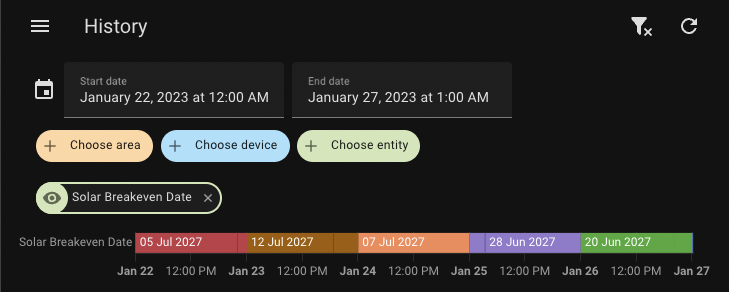 History
Start date
January 22, 2023 at 12:00 AM
End date
January 27, 2023 at 1:00 AM
Choose area
Choose device
Choose entity
Solar Breakeven Date
Solar Breakeven Date 05 Jul 2027 12 Jul 2027 07 Jul 2027 28 Jun 2027 20 Jun 2027
Jan 22 12:00 PM Jan 23 12:00 PM Jan 24 12:00 PM Jan 25 12:00 PM Jan 26 12:00 PM Jan 27